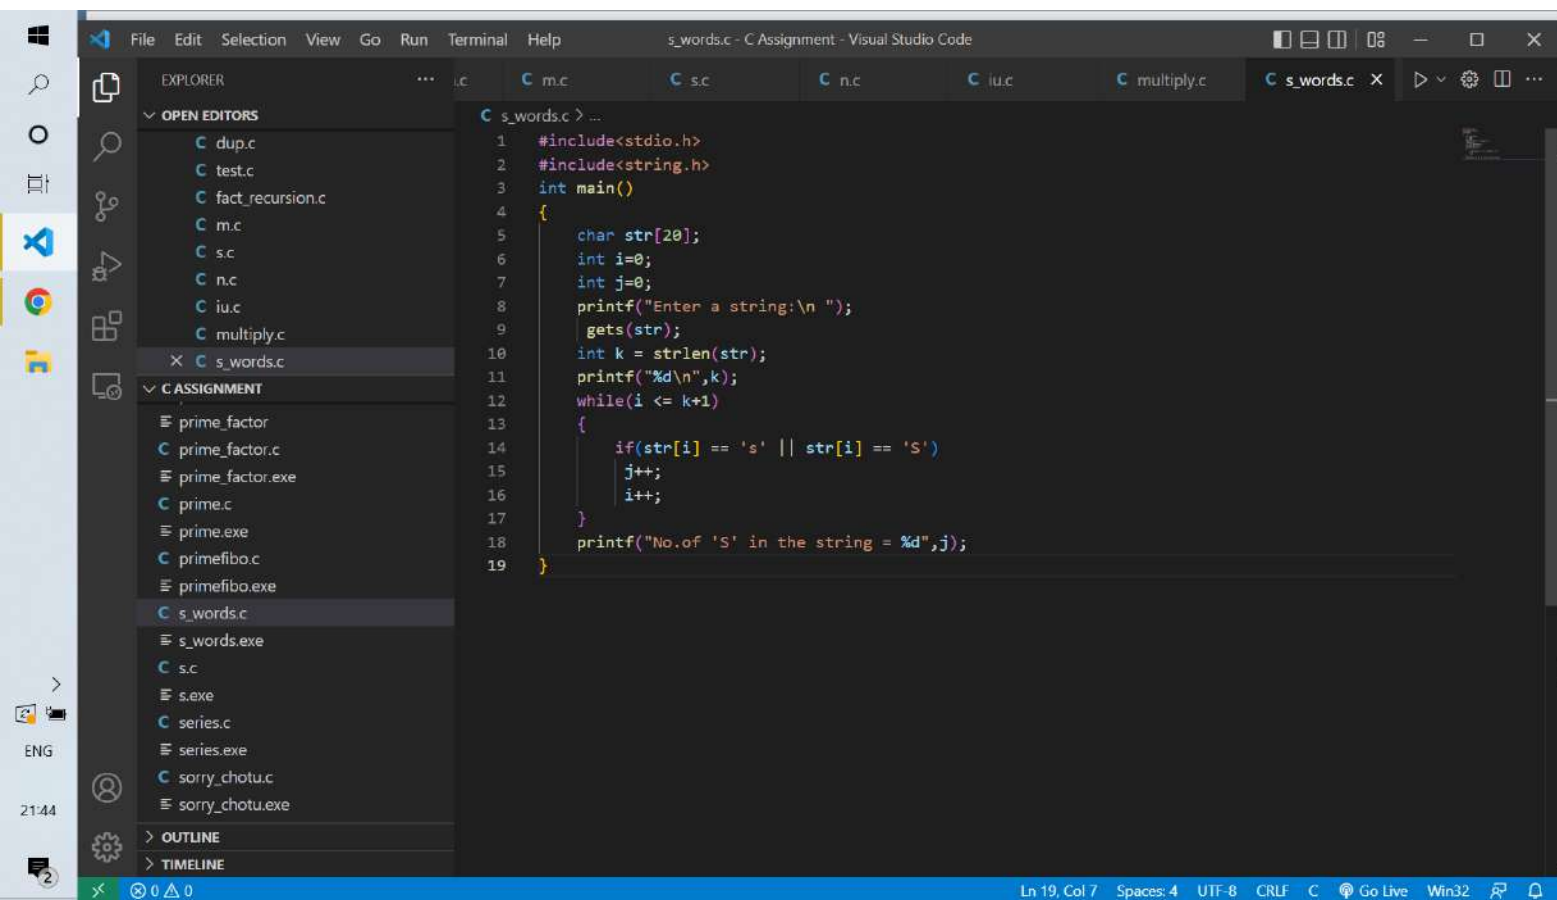 File Edit Selection View Go Run Terminal Help s_words.c - C Assignment - Visual Studio Code
EXPLORER
.c m.c s.c n.c iu.c multiply.c s_words.c
OPEN EDITORS
dup.c
test.c
fact_recursion.c
m.c
s.c
n.c
iu.c
multiply.c
s_words.c
C ASSIGNMENT
prime_factor
prime_factor.c
prime_factor.exe
prime.c
prime.exe
primefibo.c
primefibo.exe
s_words.c
s_words.exe
s.c
s.exe
series.c
series.exe
sorry_chotu.c
sorry_chotu.exe
OUTLINE
TIMELINE
C s_words.c > ...
1 #include<stdio.h>
2 #include<string.h>
3 int main()
4 {
5 char str[20];
6 int i=0;
7 int j=0;
8 printf("Enter a string:\n ");
9 gets(str);
10 int k = strlen(str);
11 printf("%d\n",k);
12 while(i <= k+1)
13 {
14 if(str[i] == 's' || str[i] == 'S')
15 j++;
16 i++;
17 }
18 printf("No.of 'S' in the string = %d",j);
19 }
ENG
21:44
2
0 0 Ln 19, Col 7 Spaces: 4 UTF-8 CRLF C Go Live Win32